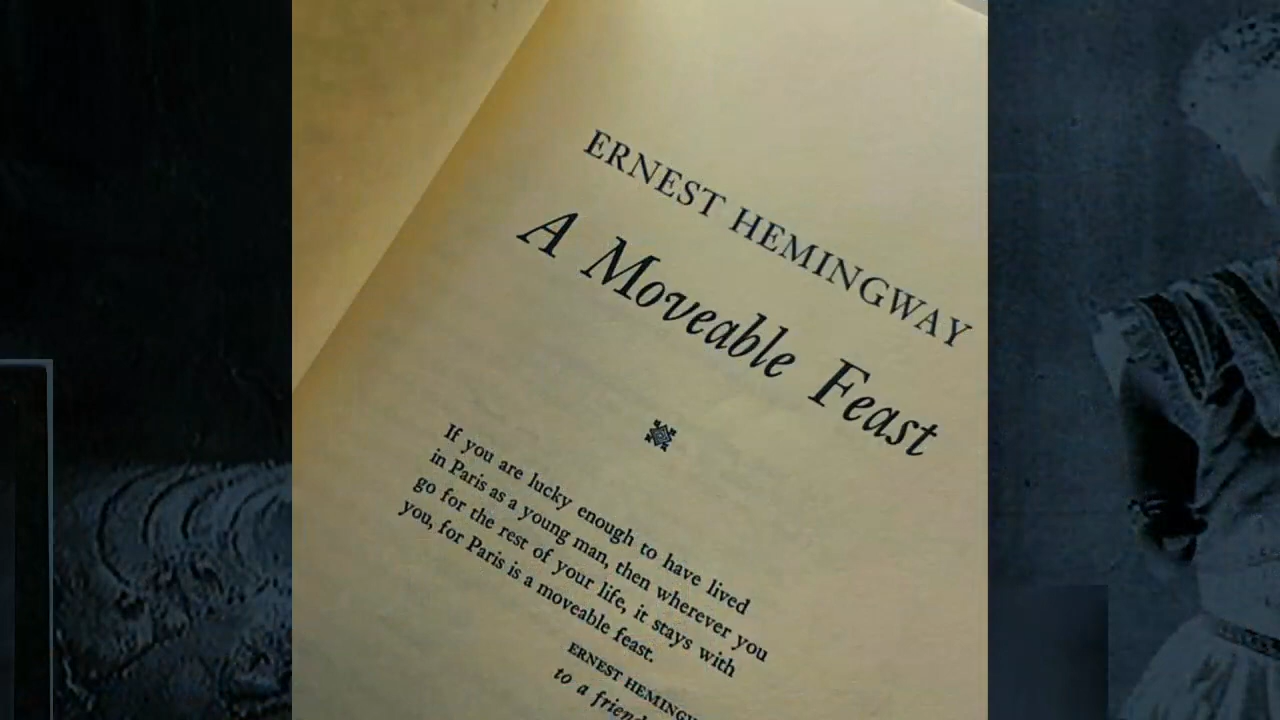 ERNEST HEMINGWAY
A Moveable Feast
If you are lucky enough to have lived
in Paris as a young man, then wherever you
go for the rest of your life, it stays with
you, for Paris is a moveable feast.
ERNEST
to a